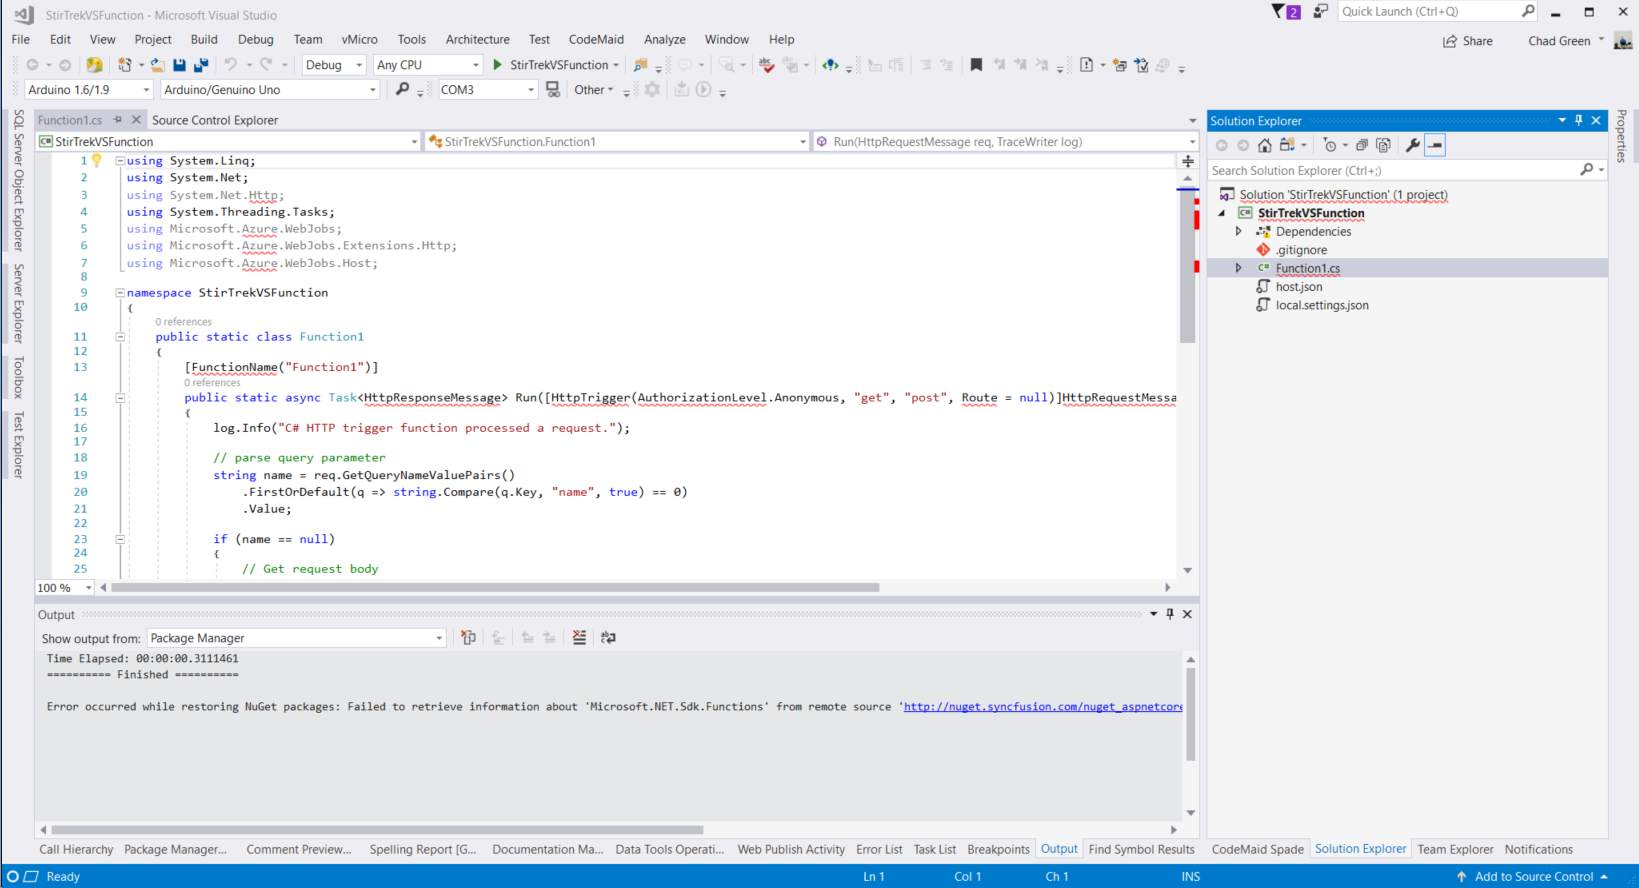 StirTrekVSFunction - Microsoft Visual Studio
2
Quick Launch (Ctrl+Q)
File Edit View Project Build Debug Team vMicro Tools Architecture Test CodeMaid Analyze Window Help
Share
Chad Green
Debug
Any CPU
StirTrekVSFunction
Arduino 1.6/1.9
Arduino/Genuino Uno
COM3
Other
SQL Server Object Explorer
Server Explorer
Toolbox
Test Explorer
Function1.cs
Source Control Explorer
StirTrekVSFunction
StirTrekVSFunction.Function1
Run(HttpRequestMessage req, TraceWriter log)
1 using System.Linq;
2 using System.Net;
3 using System.Net.Http;
4 using System.Threading.Tasks;
5 using Microsoft.Azure.WebJobs;
6 using Microsoft.Azure.WebJobs.Extensions.Http;
7 using Microsoft.Azure.WebJobs.Host;
8
9 namespace StirTrekVSFunction
10 {
0 references
11 public static class Function1
12 {
13 [FunctionName("Function1")]
0 references
14 public static async Task<HttpResponseMessage> Run([HttpTrigger(AuthorizationLevel.Anonymous, "get", "post", Route = null)]HttpRequestMessa
15 {
16 log.Info("C# HTTP trigger function processed a request.");
17
18 // parse query parameter
19 string name = req.GetQueryNameValuePairs()
20 .FirstOrDefault(q => string.Compare(q.Key, "name", true) == 0)
21 .Value;
22
23 if (name == null)
24 {
25 // Get request body
100 %
Output
Show output from: Package Manager
Time Elapsed: 00:00:00.3111461
========== Finished ==========
Error occurred while restoring NuGet packages: Failed to retrieve information about 'Microsoft.NET.Sdk.Functions' from remote source 'http://nuget.syncfusion.com/nuget_aspnetcore
Call Hierarchy Package Manager... Comment Preview... Spelling Report [G... Documentation Ma... Data Tools Operati... Web Publish Activity Error List Task List Breakpoints Output Find Symbol Results
Solution Explorer
Search Solution Explorer (Ctrl+;)
Solution 'StirTrekVSFunction' (1 project)
StirTrekVSFunction
Dependencies
.gitignore
Function1.cs
host.json
local.settings.json
Properties
CodeMaid Spade Solution Explorer Team Explorer Notifications
Ready
Ln 1
Col 1
Ch 1
INS
Add to Source Control